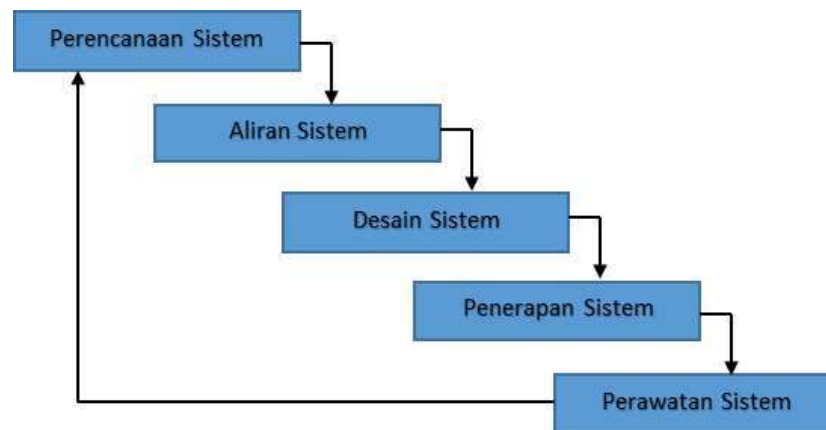 Perencanaan Sistem
Aliran Sistem
Desain Sistem
Penerapan Sistem
Perawatan Sistem